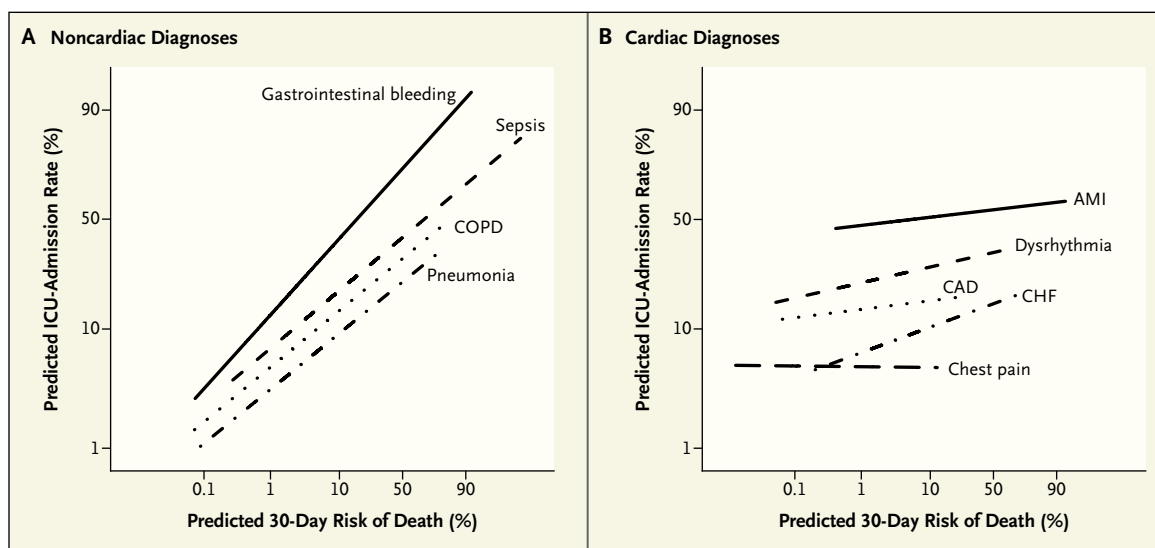 A Noncardiac Diagnoses
Predicted ICU-Admission Rate (%)
90
50
10
1
Gastrointestinal bleeding
Sepsis
COPD
Pneumonia
0.1 1 10 50 90
Predicted 30-Day Risk of Death (%)
B Cardiac Diagnoses
Predicted ICU-Admission Rate (%)
90
50
10
1
AMI
Dysrhythmia
CAD
CHF
Chest pain
0.1 1 10 50 90
Predicted 30-Day Risk of Death (%)